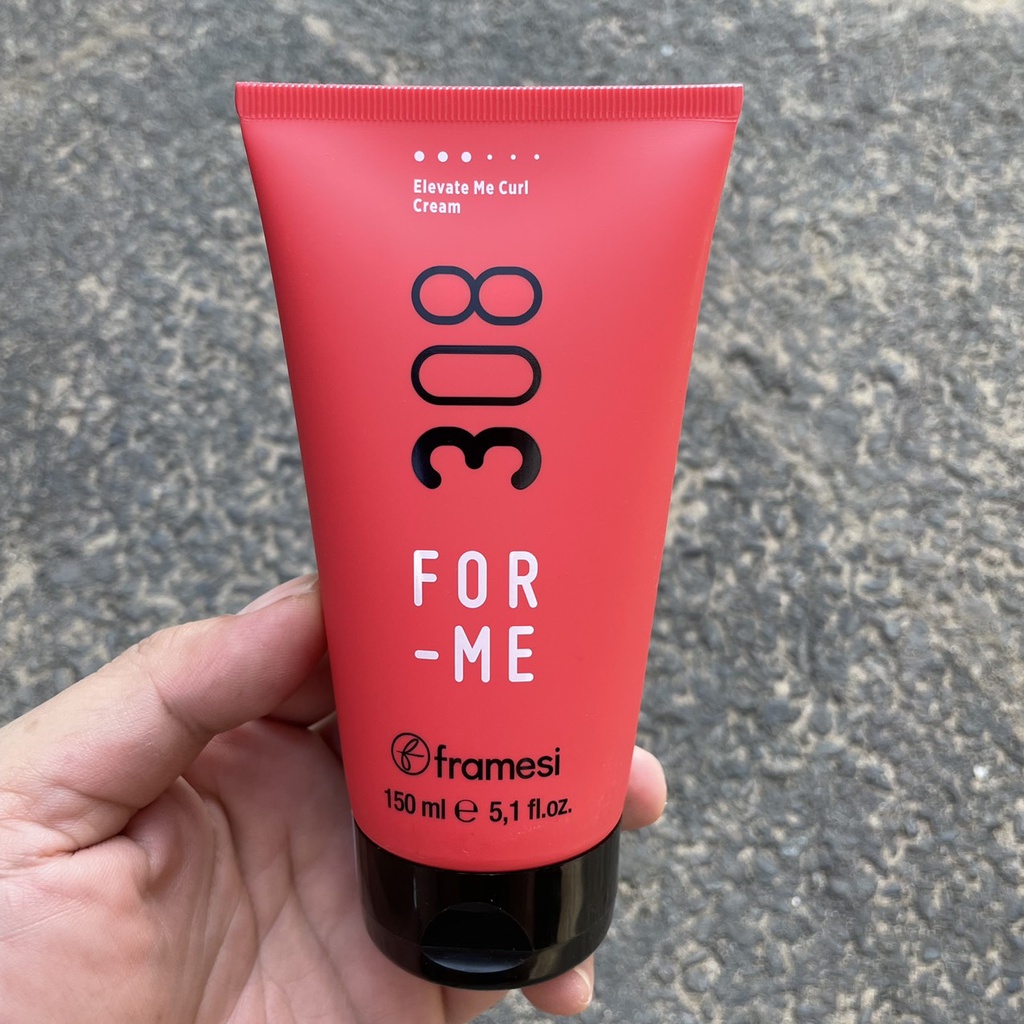 Elevate Me Curl
Cream
308
FOR
-ME
framesi
150 ml ℮ 5,1 fl.oz.